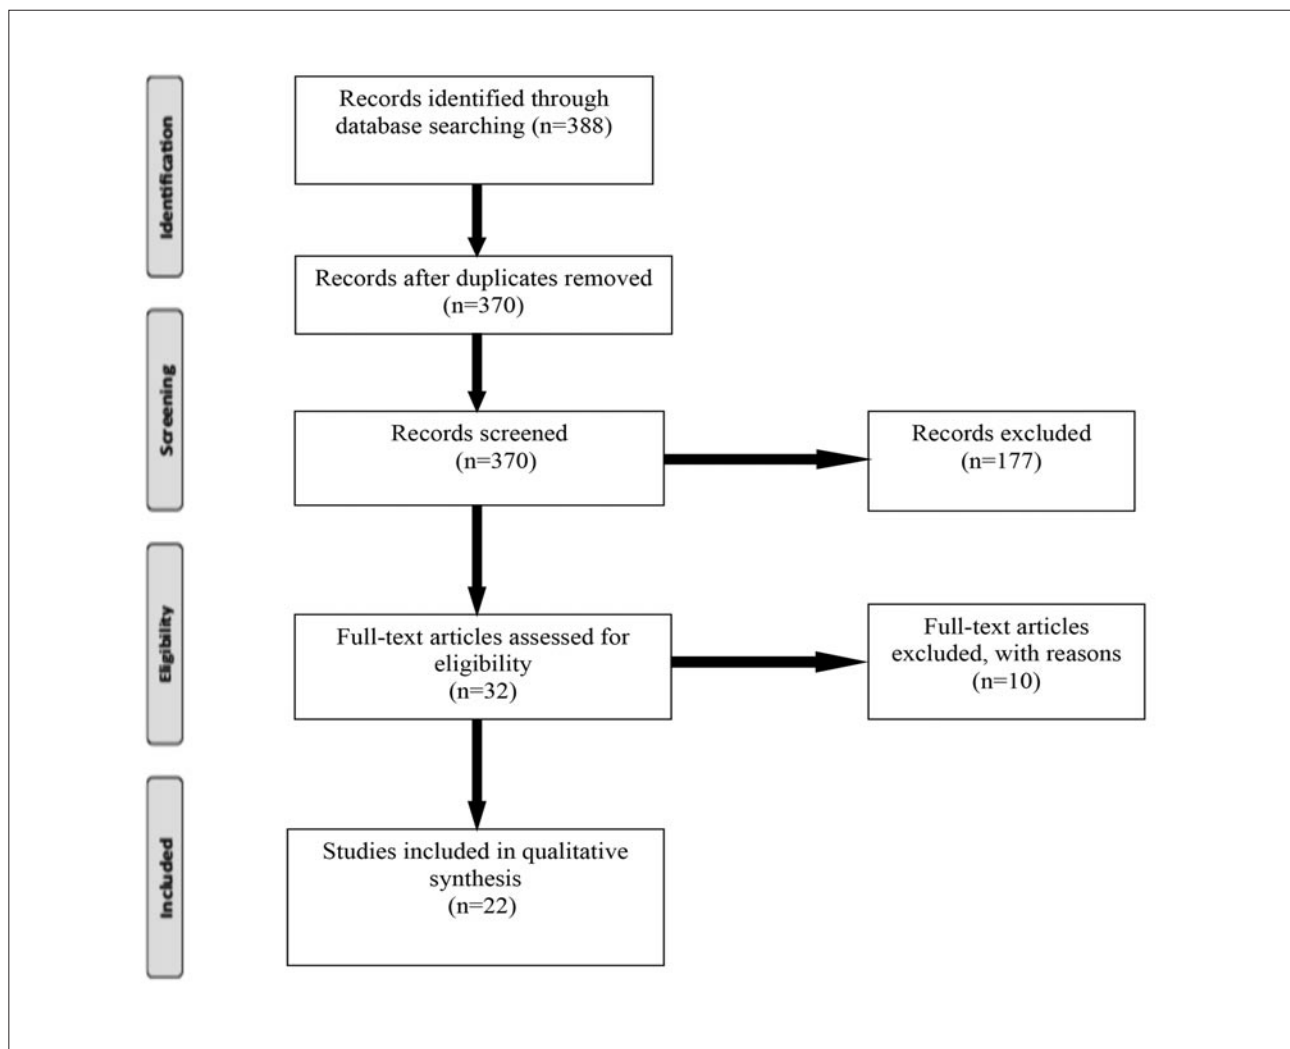 Identification
Records identified through
database searching (n=388)
Records after duplicates removed
(n=370)
Screening
Records screened
(n=370)
Records excluded
(n=177)
Eligibility
Full-text articles assessed for
eligibility
(n=32)
Full-text articles
excluded, with reasons
(n=10)
Included
Studies included in qualitative
synthesis
(n=22)